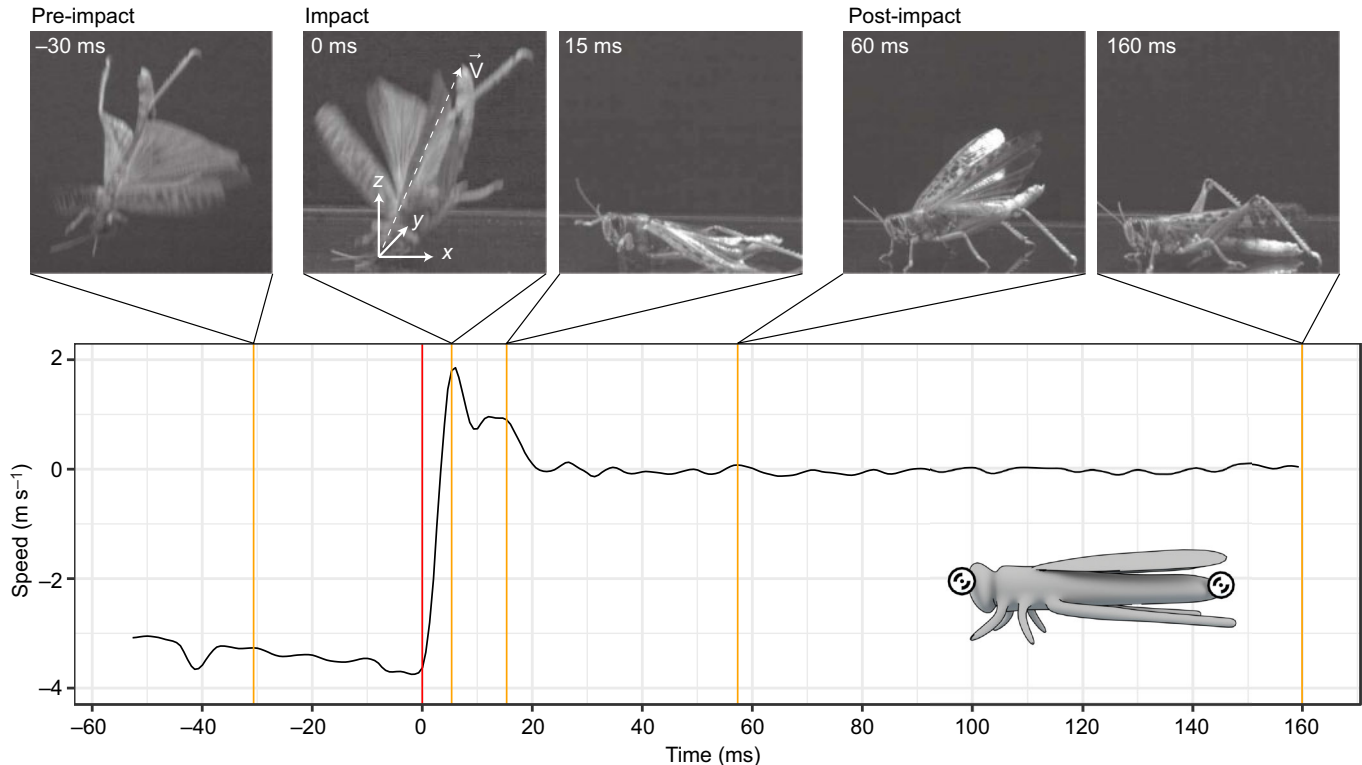 Pre-impact
Impact
Post-impact
–30 ms
0 ms
15 ms
60 ms
160 ms
V
z
y
x
2
0
–2
–4
Speed (m s–1)
–60
–40
–20
0
20
40
60
80
100
120
140
160
Time (ms)